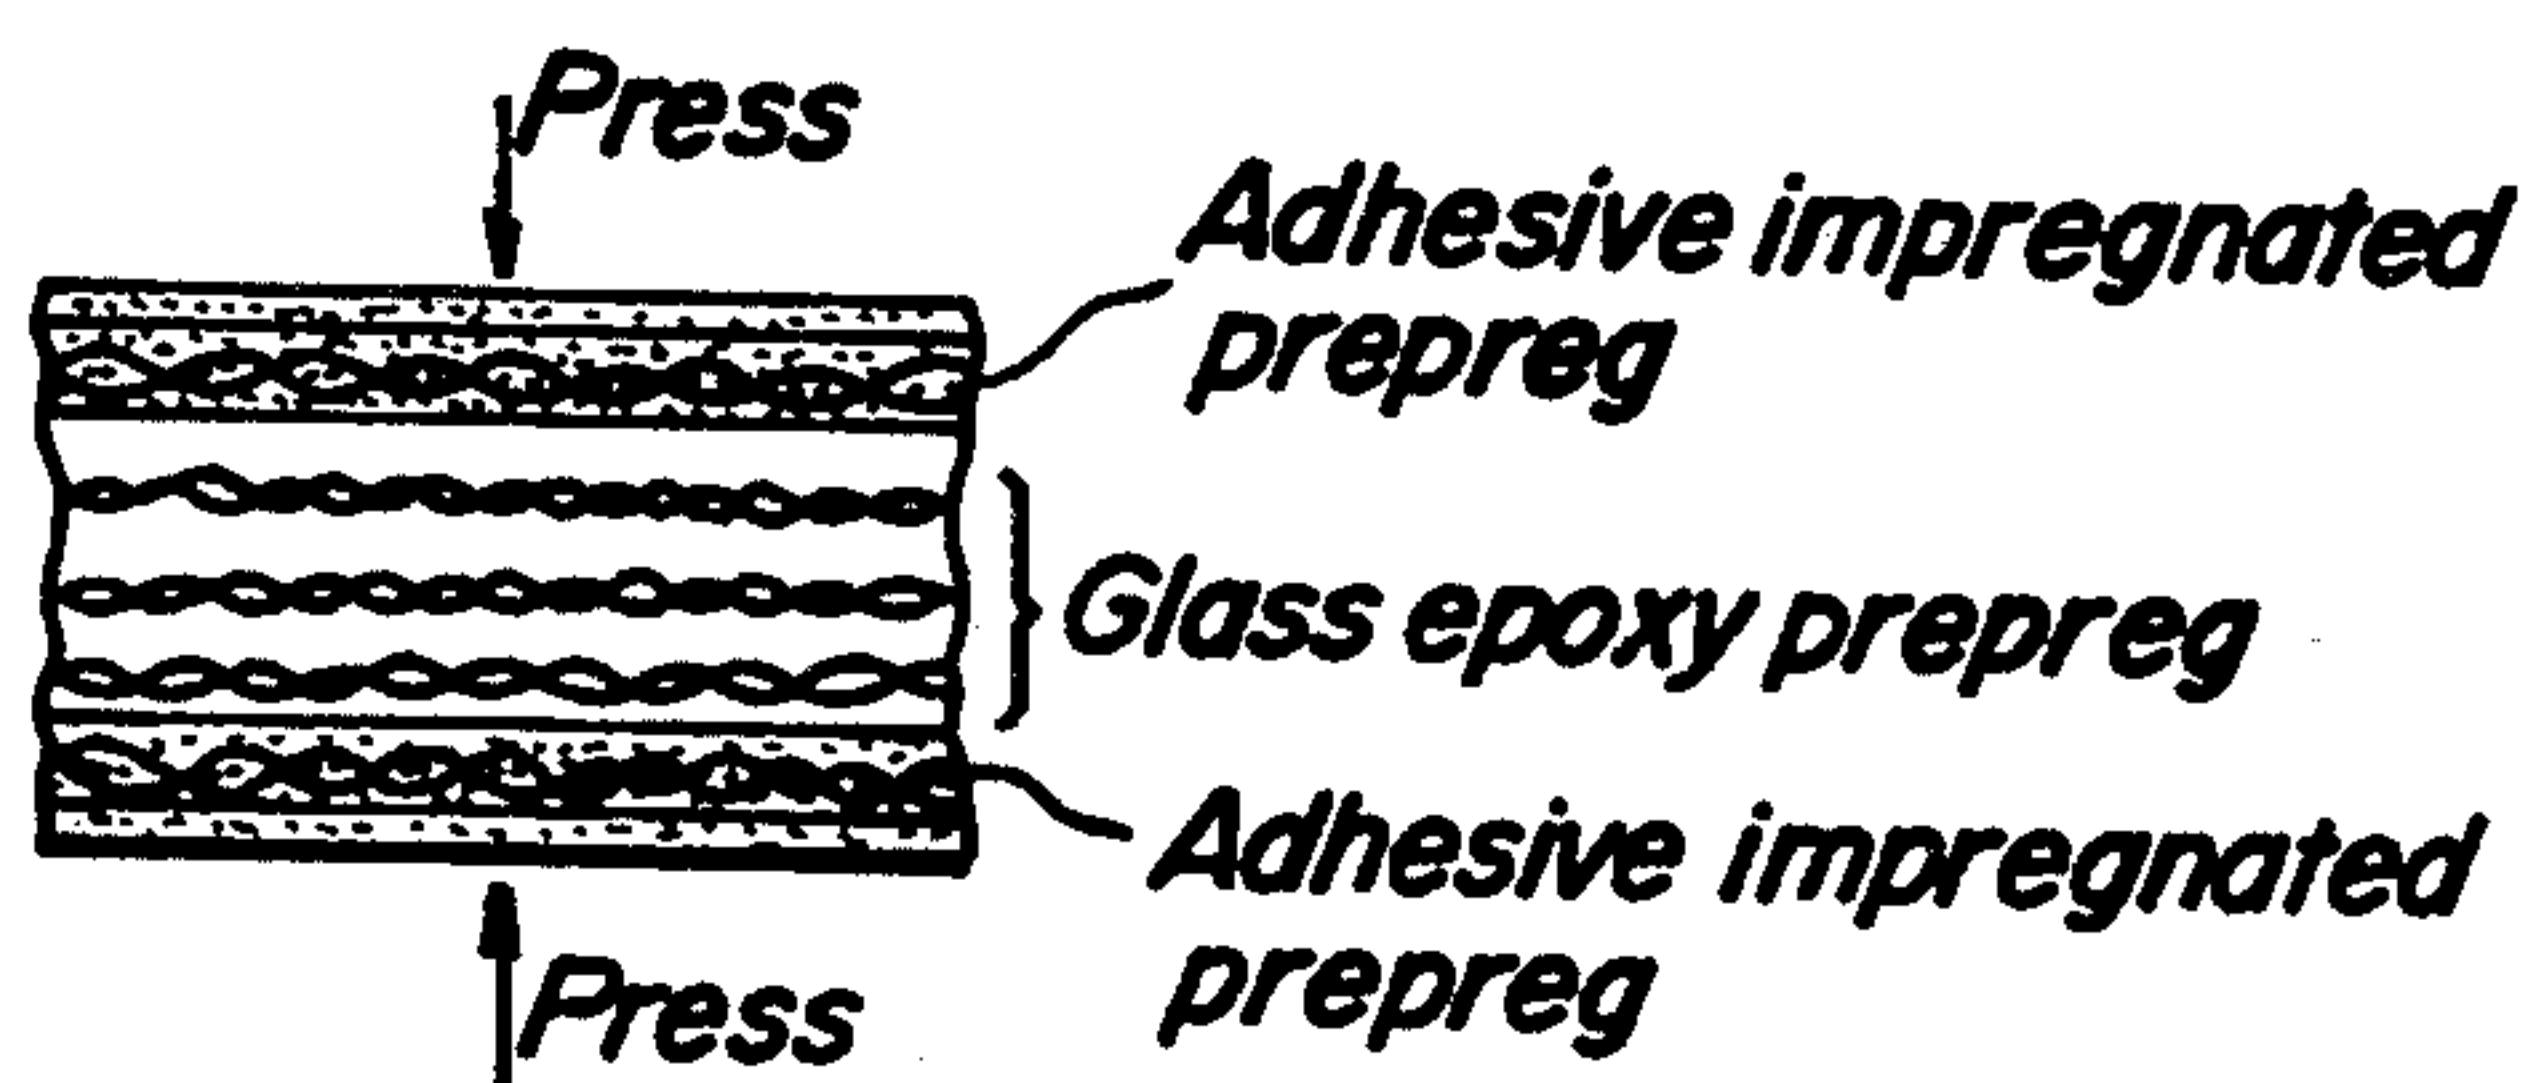 Press
Adhesive impregnated
prepreg
Glass epoxy prepreg
Adhesive impregnated
prepreg
Press